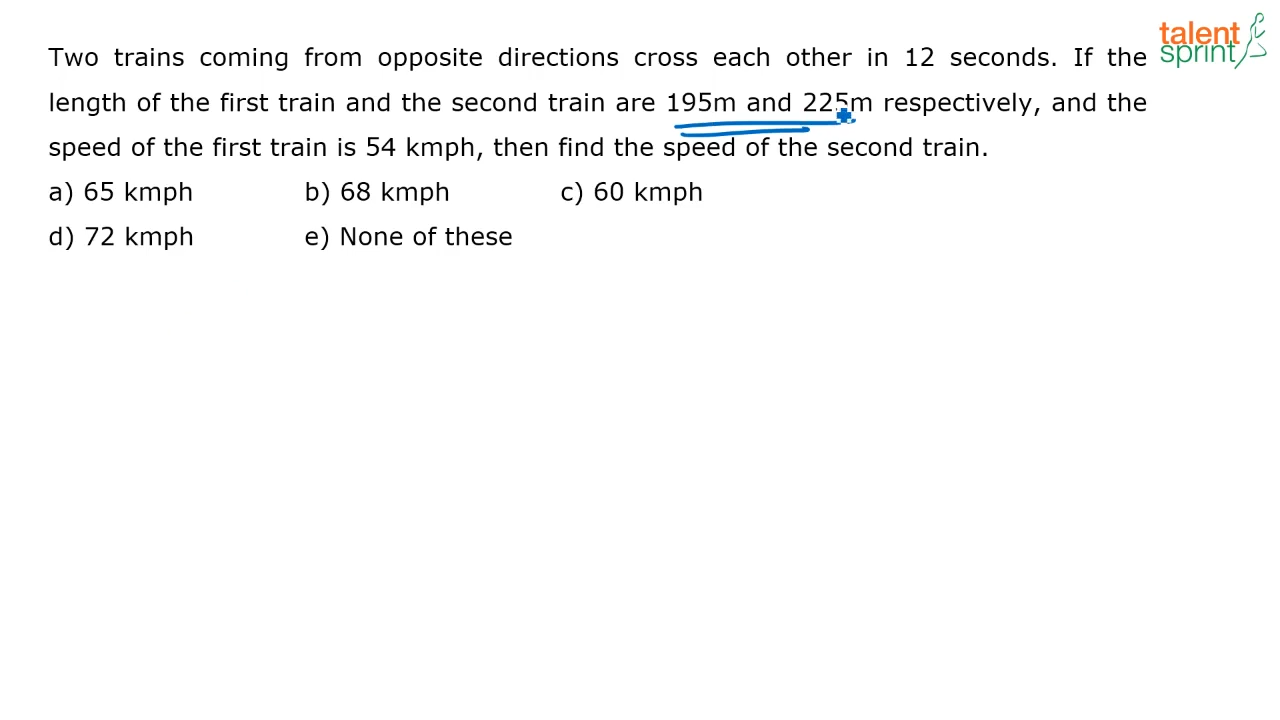 talent
sprint
Two trains coming from opposite directions cross each other in 12 seconds. If the
length of the first train and the second train are 195m and 225m respectively, and the
speed of the first train is 54 kmph, then find the speed of the second train.
a) 65 kmph b) 68 kmph c) 60 kmph
d) 72 kmph e) None of these